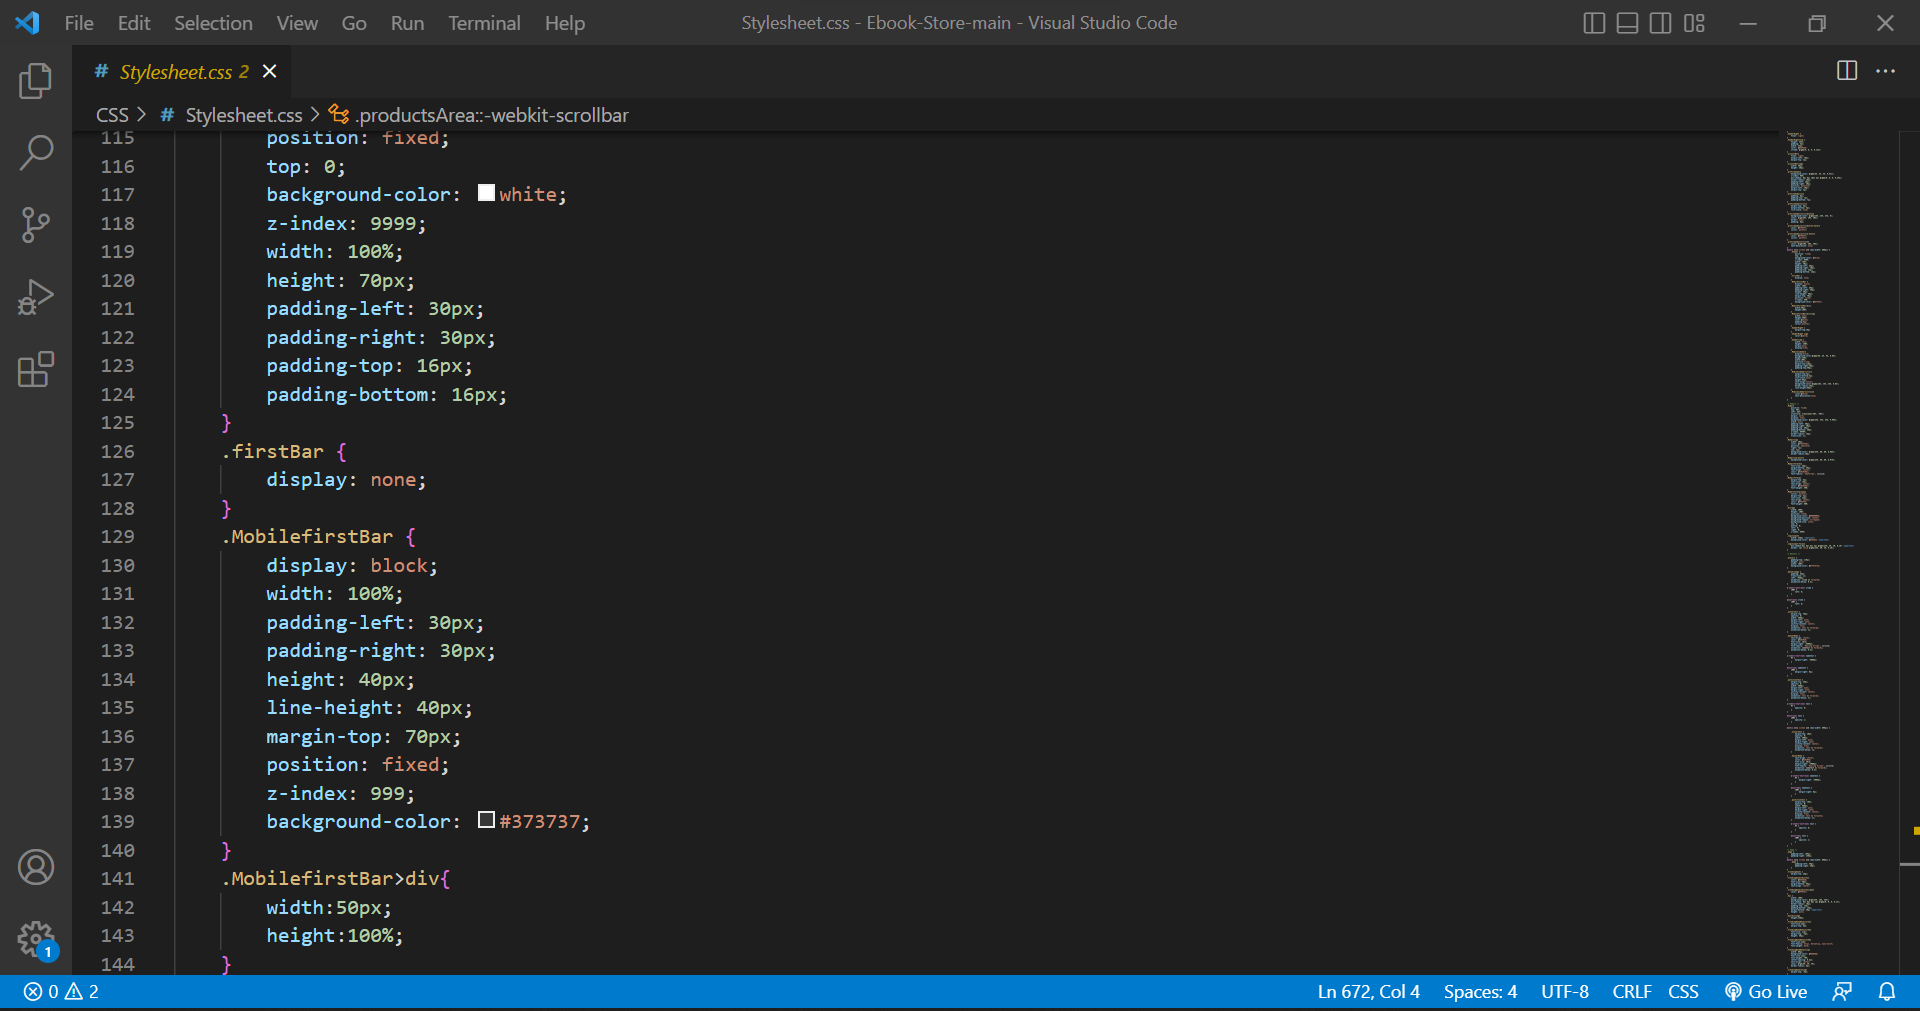 File Edit Selection View Go Run Terminal Help Stylesheet.css - Ebook-Store-main - Visual Studio Code
# Stylesheet.css 2
CSS > # Stylesheet.css > .productsArea::-webkit-scrollbar
115 position: fixed;
116 top: 0;
117 background-color: white;
118 z-index: 9999;
119 width: 100%;
120 height: 70px;
121 padding-left: 30px;
122 padding-right: 30px;
123 padding-top: 16px;
124 padding-bottom: 16px;
125 }
126 .firstBar {
127 display: none;
128 }
129 .MobilefirstBar {
130 display: block;
131 width: 100%;
132 padding-left: 30px;
133 padding-right: 30px;
134 height: 40px;
135 line-height: 40px;
136 margin-top: 70px;
137 position: fixed;
138 z-index: 999;
139 background-color: #373737;
140 }
141 .MobilefirstBar>div{
142 width:50px;
143 height:100%;
144 }
1
0 2 Ln 672, Col 4 Spaces: 4 UTF-8 CRLF CSS Go Live